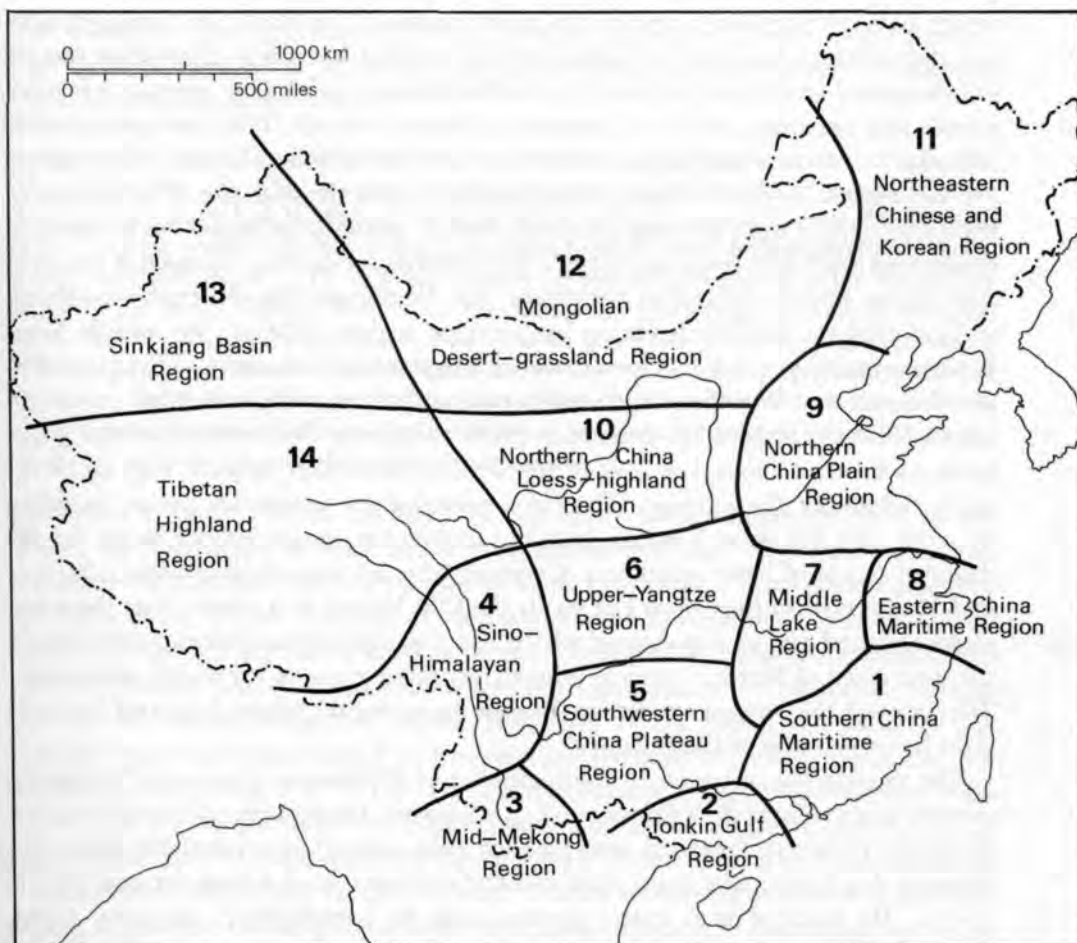 0 1000 km
0 500 miles
11
Northeastern
Chinese and
Korean Region
12
Mongolian
Desert–grassland Region
13
Sinkiang Basin
Region
10
Northern China
Loess–highland
Region
9
Northern
China Plain
Region
14
Tibetan
Highland
Region
4
Sino–
Himalayan
Region
6
Upper–Yangtze
Region
7
Middle
Lake
Region
8
Eastern China
Maritime Region
5
Southwestern
China Plateau
Region
1
Southern China
Maritime
Region
3
Mid–Mekong
Region
2
Tonkin Gulf
Region